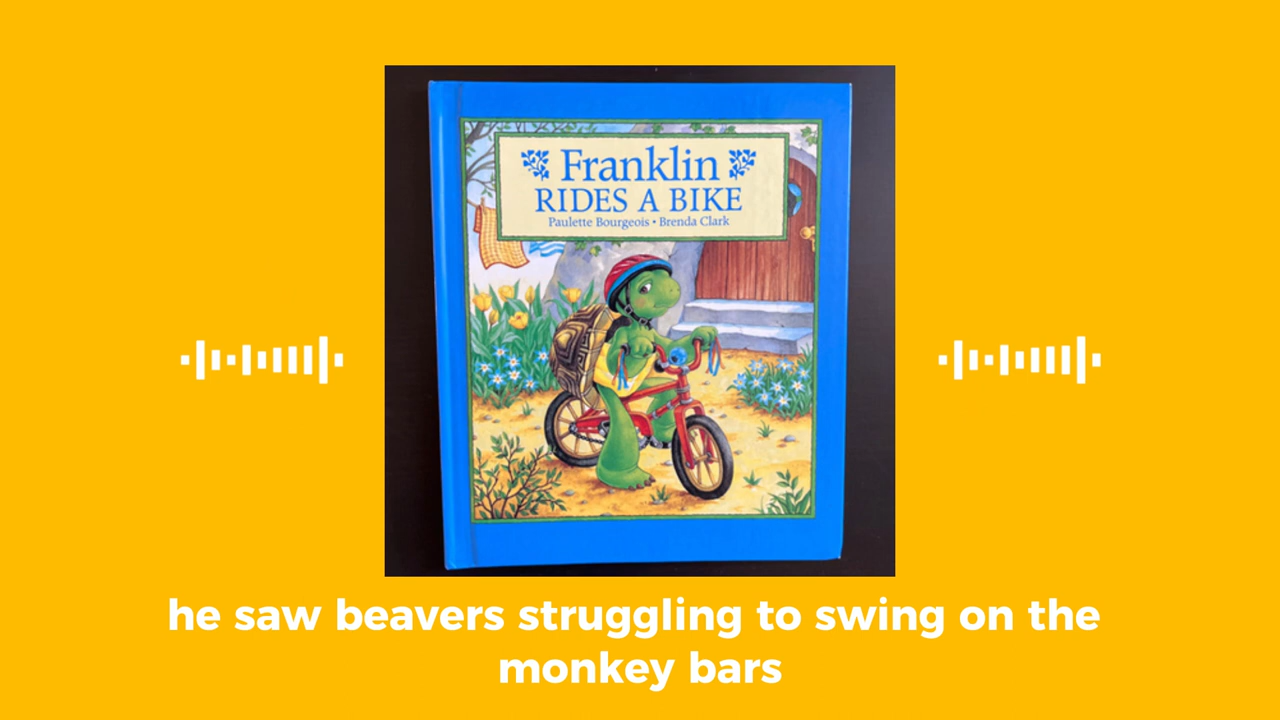 Franklin
RIDES A BIKE
Paulette Bourgeois • Brenda Clark
he saw beavers struggling to swing on the
monkey bars